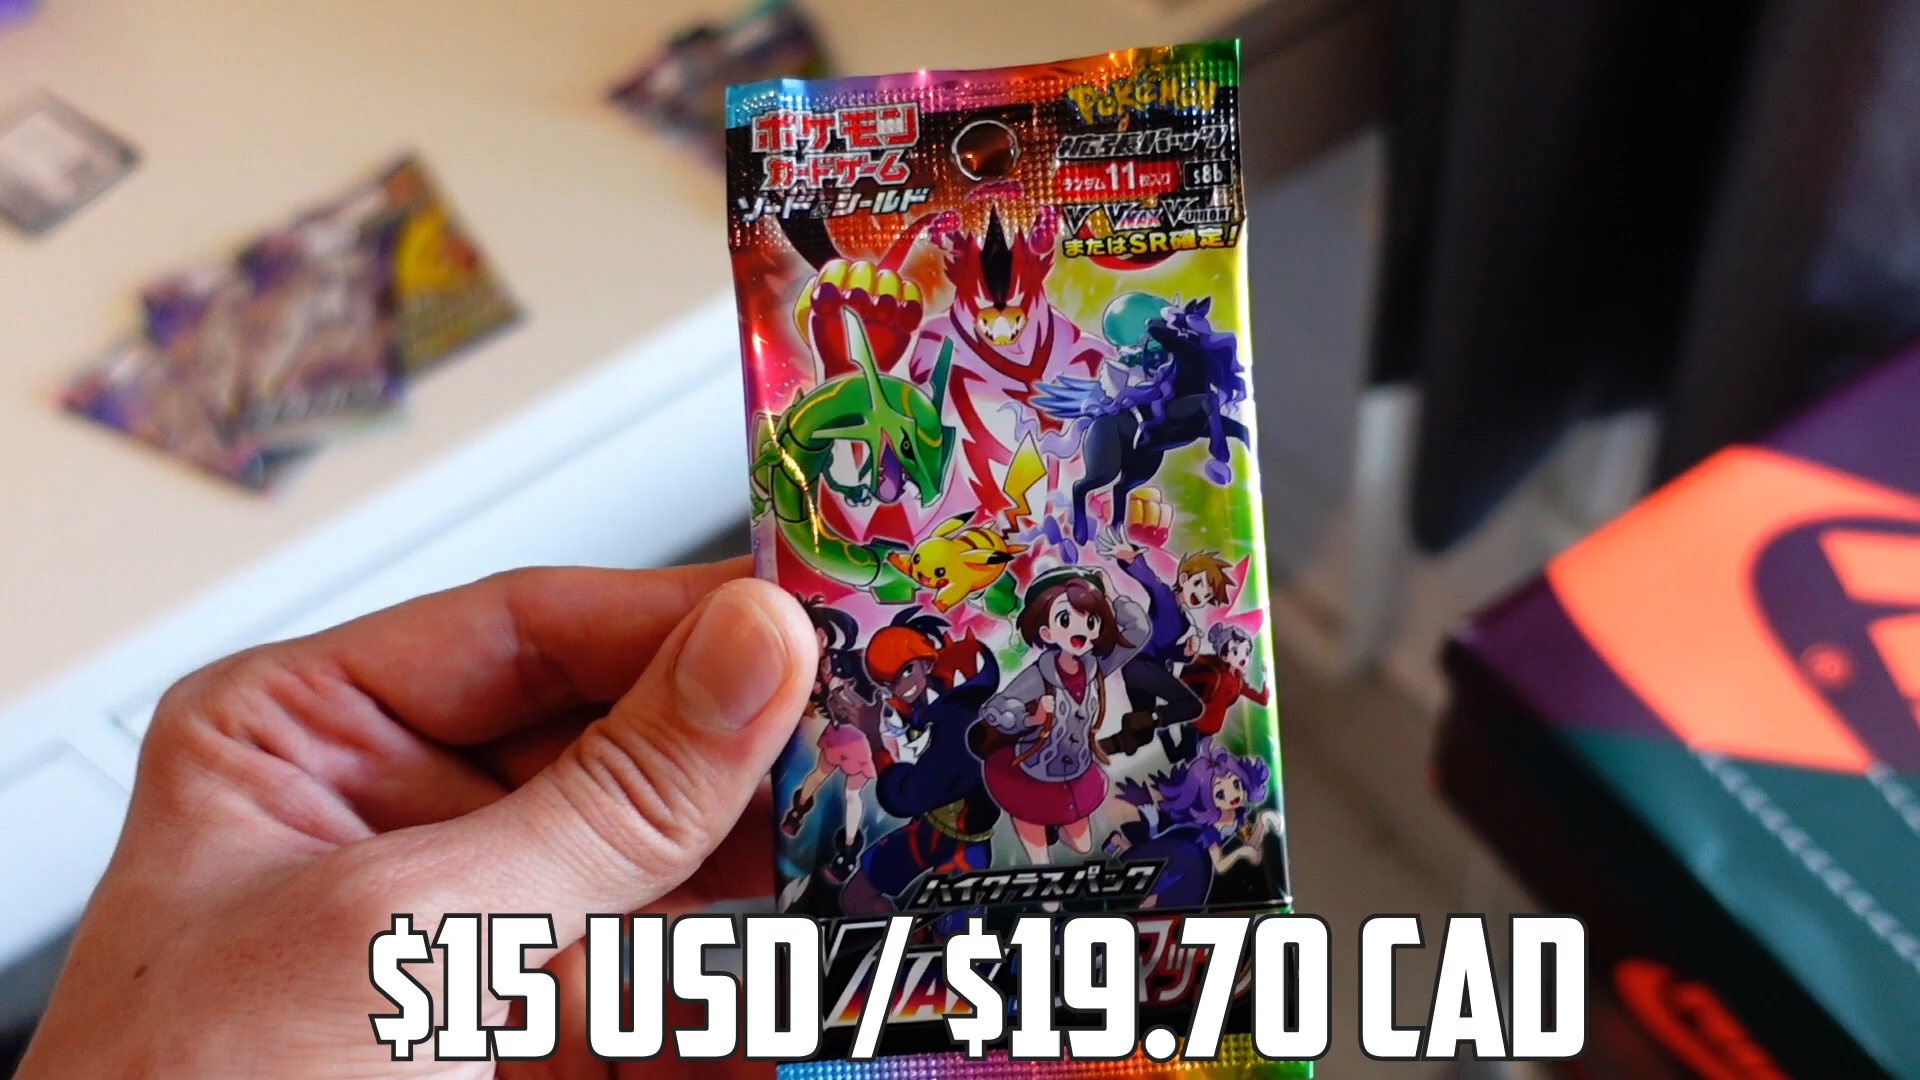 ポケモン
カードゲーム
ソード&シールド
Pokémon
拡張パック
ランダム11枚入り s8b
V VMAX V-UNION
またはSR確定!
ハイクラスパック
$15 USD / $19.70 CAD